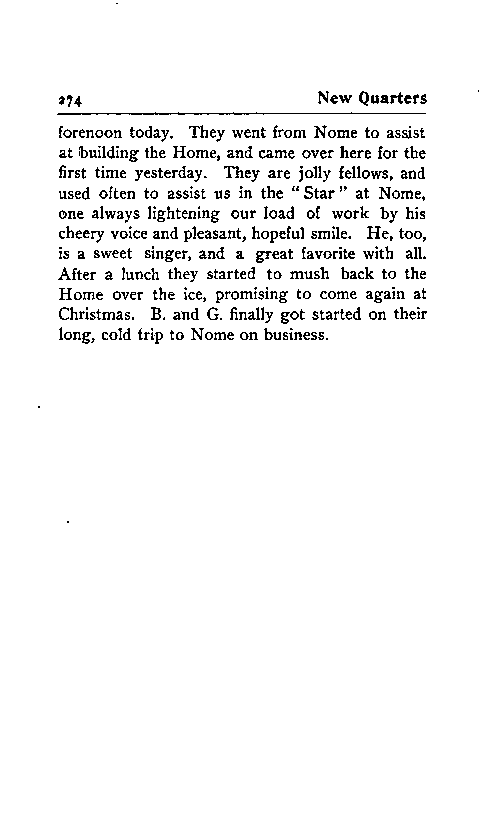 274 New Quarters
forenoon today. They went from Nome to assist
at building the Home, and came over here for the
first time yesterday. They are jolly fellows, and
used often to assist us in the “Star” at Nome,
one always lightening our load of work by his
cheery voice and pleasant, hopeful smile. He, too,
is a sweet singer, and a great favorite with all.
After a lunch they started to mush back to the
Home over the ice, promising to come again at
Christmas. B. and G. finally got started on their
long, cold trip to Nome on business.